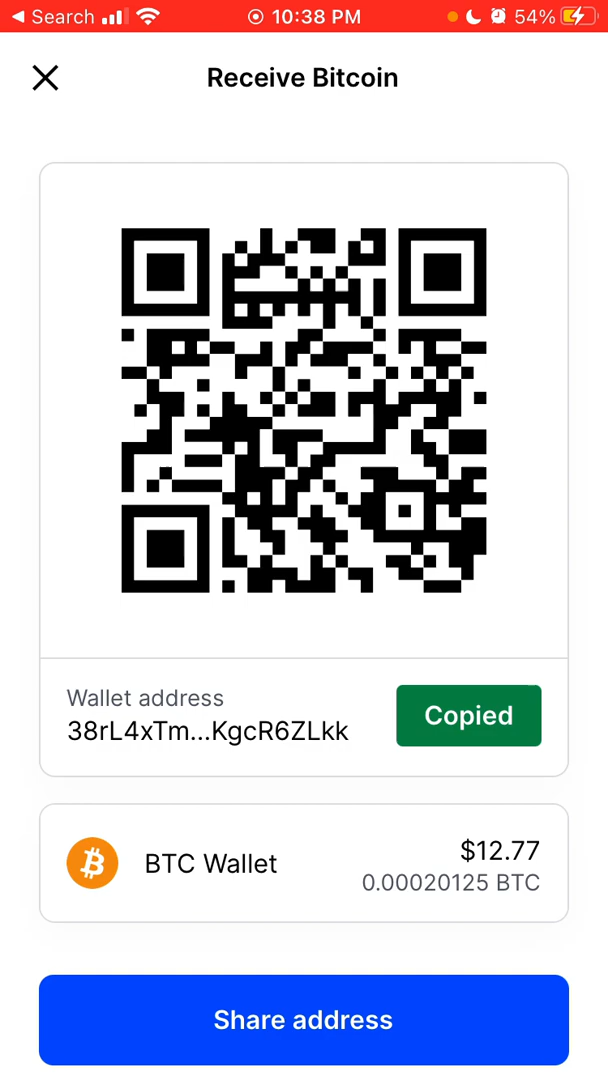 Search
10:38 PM
54%
Receive Bitcoin
Wallet address
38rL4xTm...KgcR6ZLkk
Copied
BTC Wallet
$12.77
0.00020125 BTC
Share address